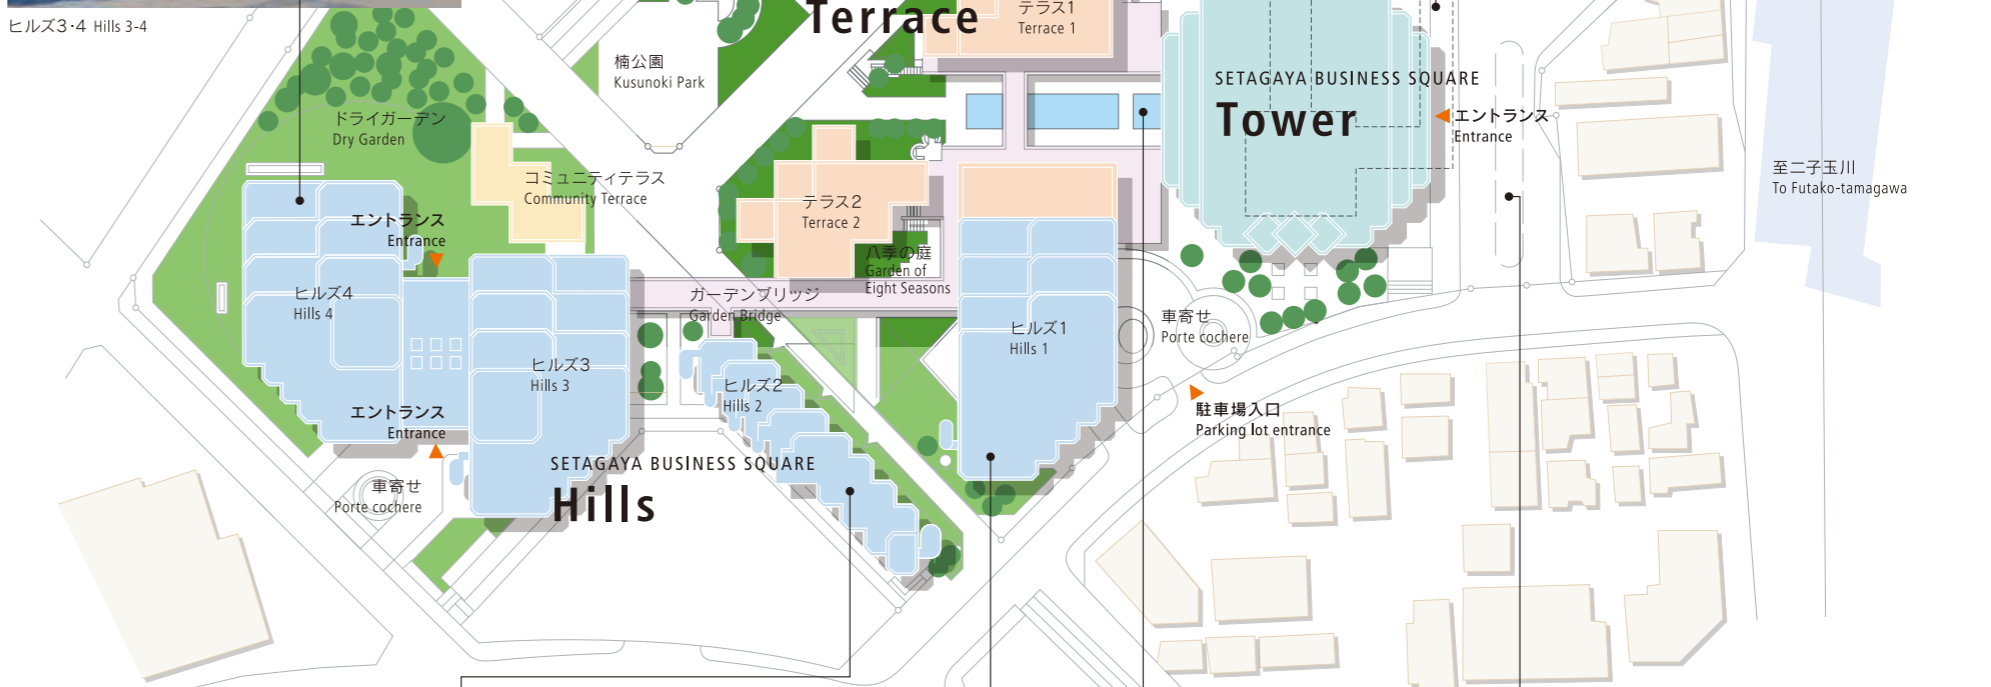 ヒルズ3・4 Hills 3-4
Terrace
テラス1
Terrace 1
楠公園
Kusunoki Park
SETAGAYA BUSINESS SQUARE
Tower
エントランス
Entrance
ドライガーデン
Dry Garden
コミュニティテラス
Community Terrace
至二子玉川
To Futako-tamagawa
テラス2
Terrace 2
エントランス
Entrance
八季の庭
Garden of
Eight Seasons
ヒルズ4
Hills 4
ガーデンブリッジ
Garden Bridge
車寄せ
Porte cochere
ヒルズ1
Hills 1
ヒルズ3
Hills 3
ヒルズ2
Hills 2
エントランス
Entrance
駐車場入口
Parking lot entrance
SETAGAYA BUSINESS SQUARE
Hills
車寄せ
Porte cochere